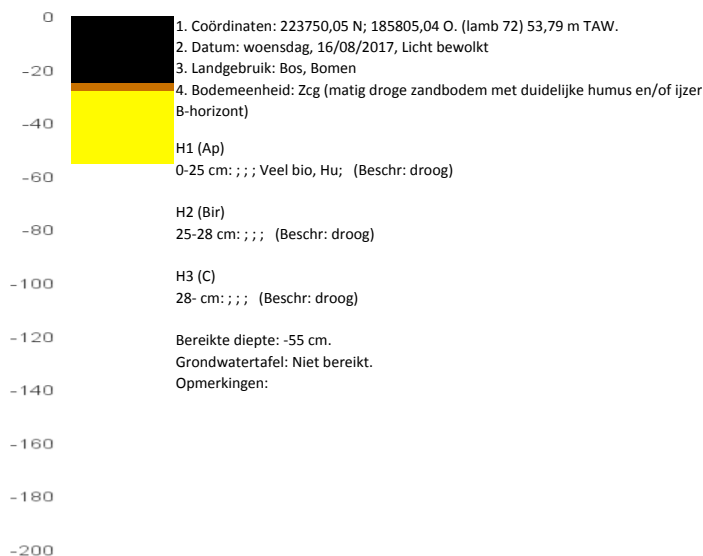 0
-20
-40
-60
-80
-100
-120
-140
-160
-180
-200
1. Coördinaten: 223750,05 N; 185805,04 O. (lamb 72) 53,79 m TAW.
2. Datum: woensdag, 16/08/2017, Licht bewolkt
3. Landgebruik: Bos, Bomen
4. Bodemeenheid: Zcg (matig droge zandbodem met duidelijke humus en/of ijzer
B-horizont)
H1 (Ap)
0-25 cm: ; ; ; Veel bio, Hu; (Beschr: droog)
H2 (Bir)
25-28 cm: ; ; ; (Beschr: droog)
H3 (C)
28- cm: ; ; ; (Beschr: droog)
Bereikte diepte: -55 cm.
Grondwatertafel: Niet bereikt.
Opmerkingen: